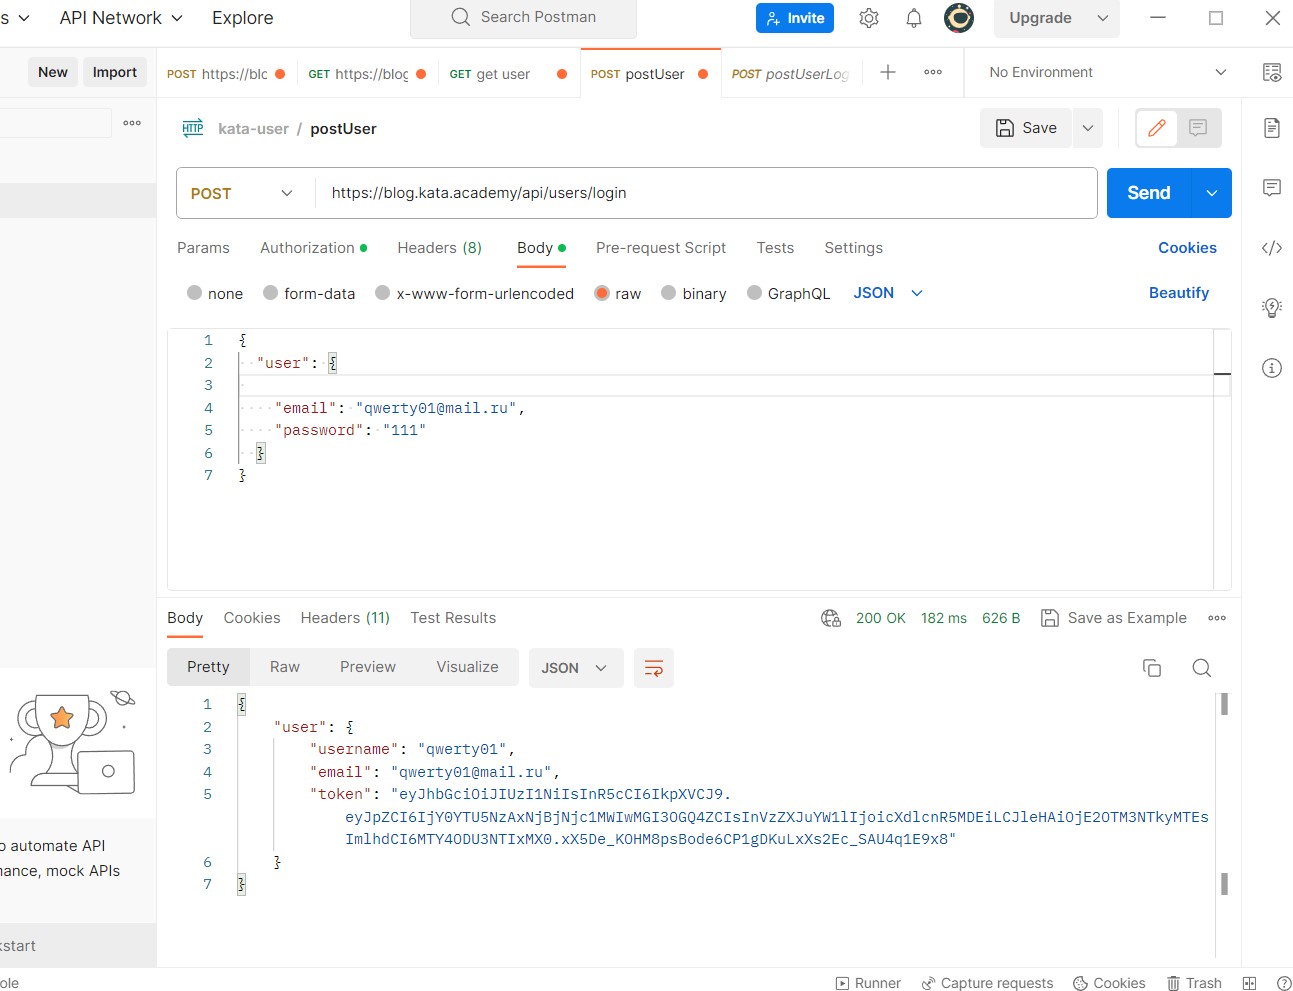 s API Network Explore Search Postman Invite Upgrade
New Import POST https://blc GET https://blog GET get user POST postUser POST postUserLog No Environment
HTTP kata-user / postUser Save
POST https://blog.kata.academy/api/users/login Send
Params Authorization Headers (8) Body Pre-request Script Tests Settings Cookies
none form-data x-www-form-urlencoded raw binary GraphQL JSON Beautify
1 {
2 "user": {
3
4 "email": "qwerty01@mail.ru",
5 "password": "111"
6 }
7 }
Body Cookies Headers (11) Test Results 200 OK 182 ms 626 B Save as Example
Pretty Raw Preview Visualize JSON
1 {
2 "user": {
3 "username": "qwerty01",
4 "email": "qwerty01@mail.ru",
5 "token": "eyJhbGciOiJIUzI1NiIsInR5cCI6IkpXVCJ9.
eyJpZCI6IjY0YTU5NzAxNjBjNjc1MWIwMGI3OGQ4ZCIsInVzZXJuYW1lIjoicXdlcnR5MDEiLCJleHAiOjE2OTM3NTkyMTEs
ImlhdCI6MTY4ODU3NTIxMX0.xX5De_KOHM8psBode6CP1gDKuLxXs2Ec_SAU4q1E9x8"
6 }
7 }
o automate API
nance, mock APIs
kstart
ole Runner Capture requests Cookies Trash